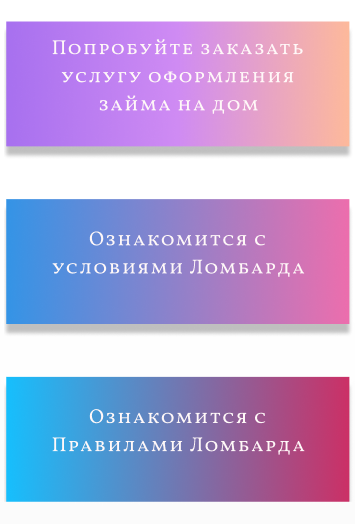 Попробуйте заказать
услугу оформления
займа на дом
Ознакомится с
условиями Ломбарда
Ознакомится с
Правилами Ломбарда